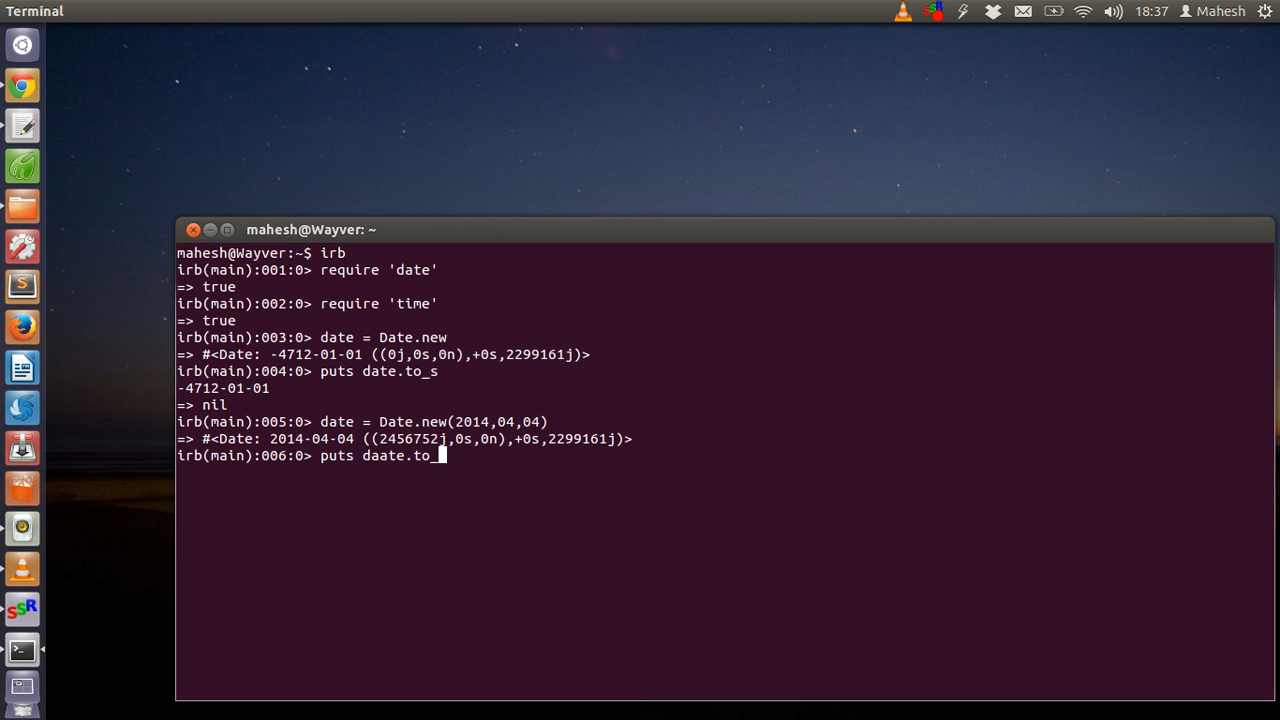 Terminal
SSR
18:37 Mahesh
mahesh@Wayver: ~
mahesh@Wayver:~$ irb
irb(main):001:0> require 'date'
=> true
irb(main):002:0> require 'time'
=> true
irb(main):003:0> date = Date.new
=> #<Date: -4712-01-01 ((0j,0s,0n),+0s,2299161j)>
irb(main):004:0> puts date.to_s
-4712-01-01
=> nil
irb(main):005:0> date = Date.new(2014,04,04)
=> #<Date: 2014-04-04 ((2456752j,0s,0n),+0s,2299161j)>
irb(main):006:0> puts daate.to_
S
SSR
>_